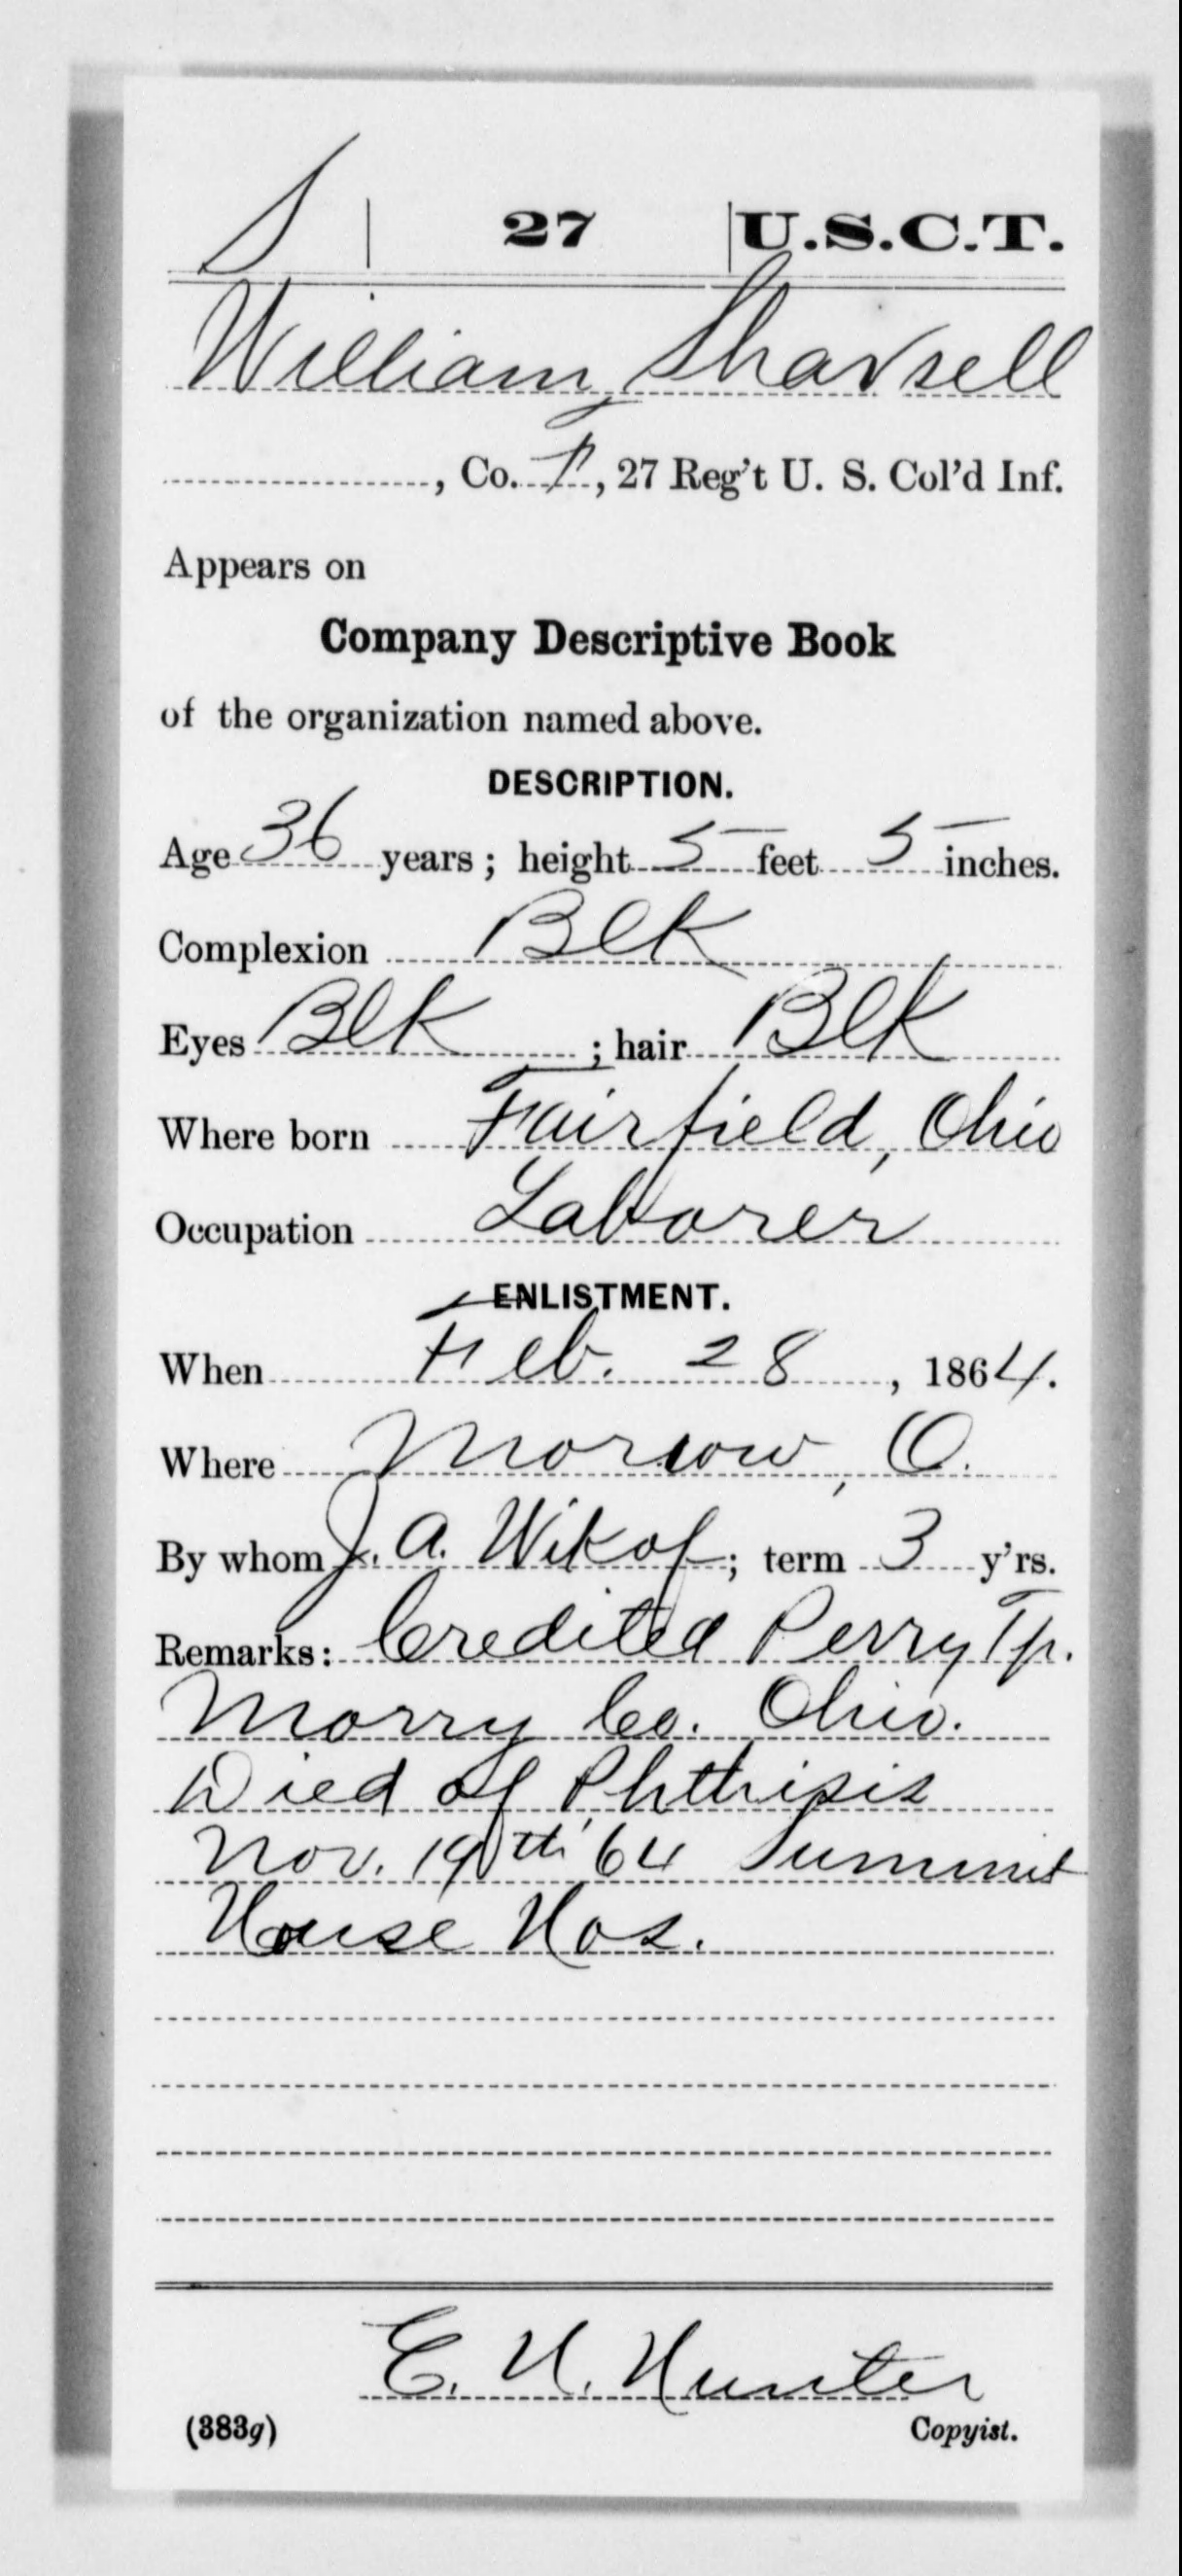 S | 27 | U.S.C.T.
William Sharsell
, Co. F, 27 Reg't U. S. Col'd Inf.
Appears on
Company Descriptive Book
of the organization named above.
DESCRIPTION.
Age 36 years; height 5 feet 5 inches.
Complexion Blk
Eyes Blk; hair Blk
Where born Fairfield, Ohio
Occupation Laborer
ENLISTMENT.
When Feb. 28, 1864.
Where Morrow, O.
By whom J. A. Wikof; term 3 y'rs.
Remarks: Credited Perry Tp.
Morry Co. Ohio.
Died of Phthisis
Nov. 19th 64 Summit
House Hos.
Copyist.
E. H. Hunter
(383g)